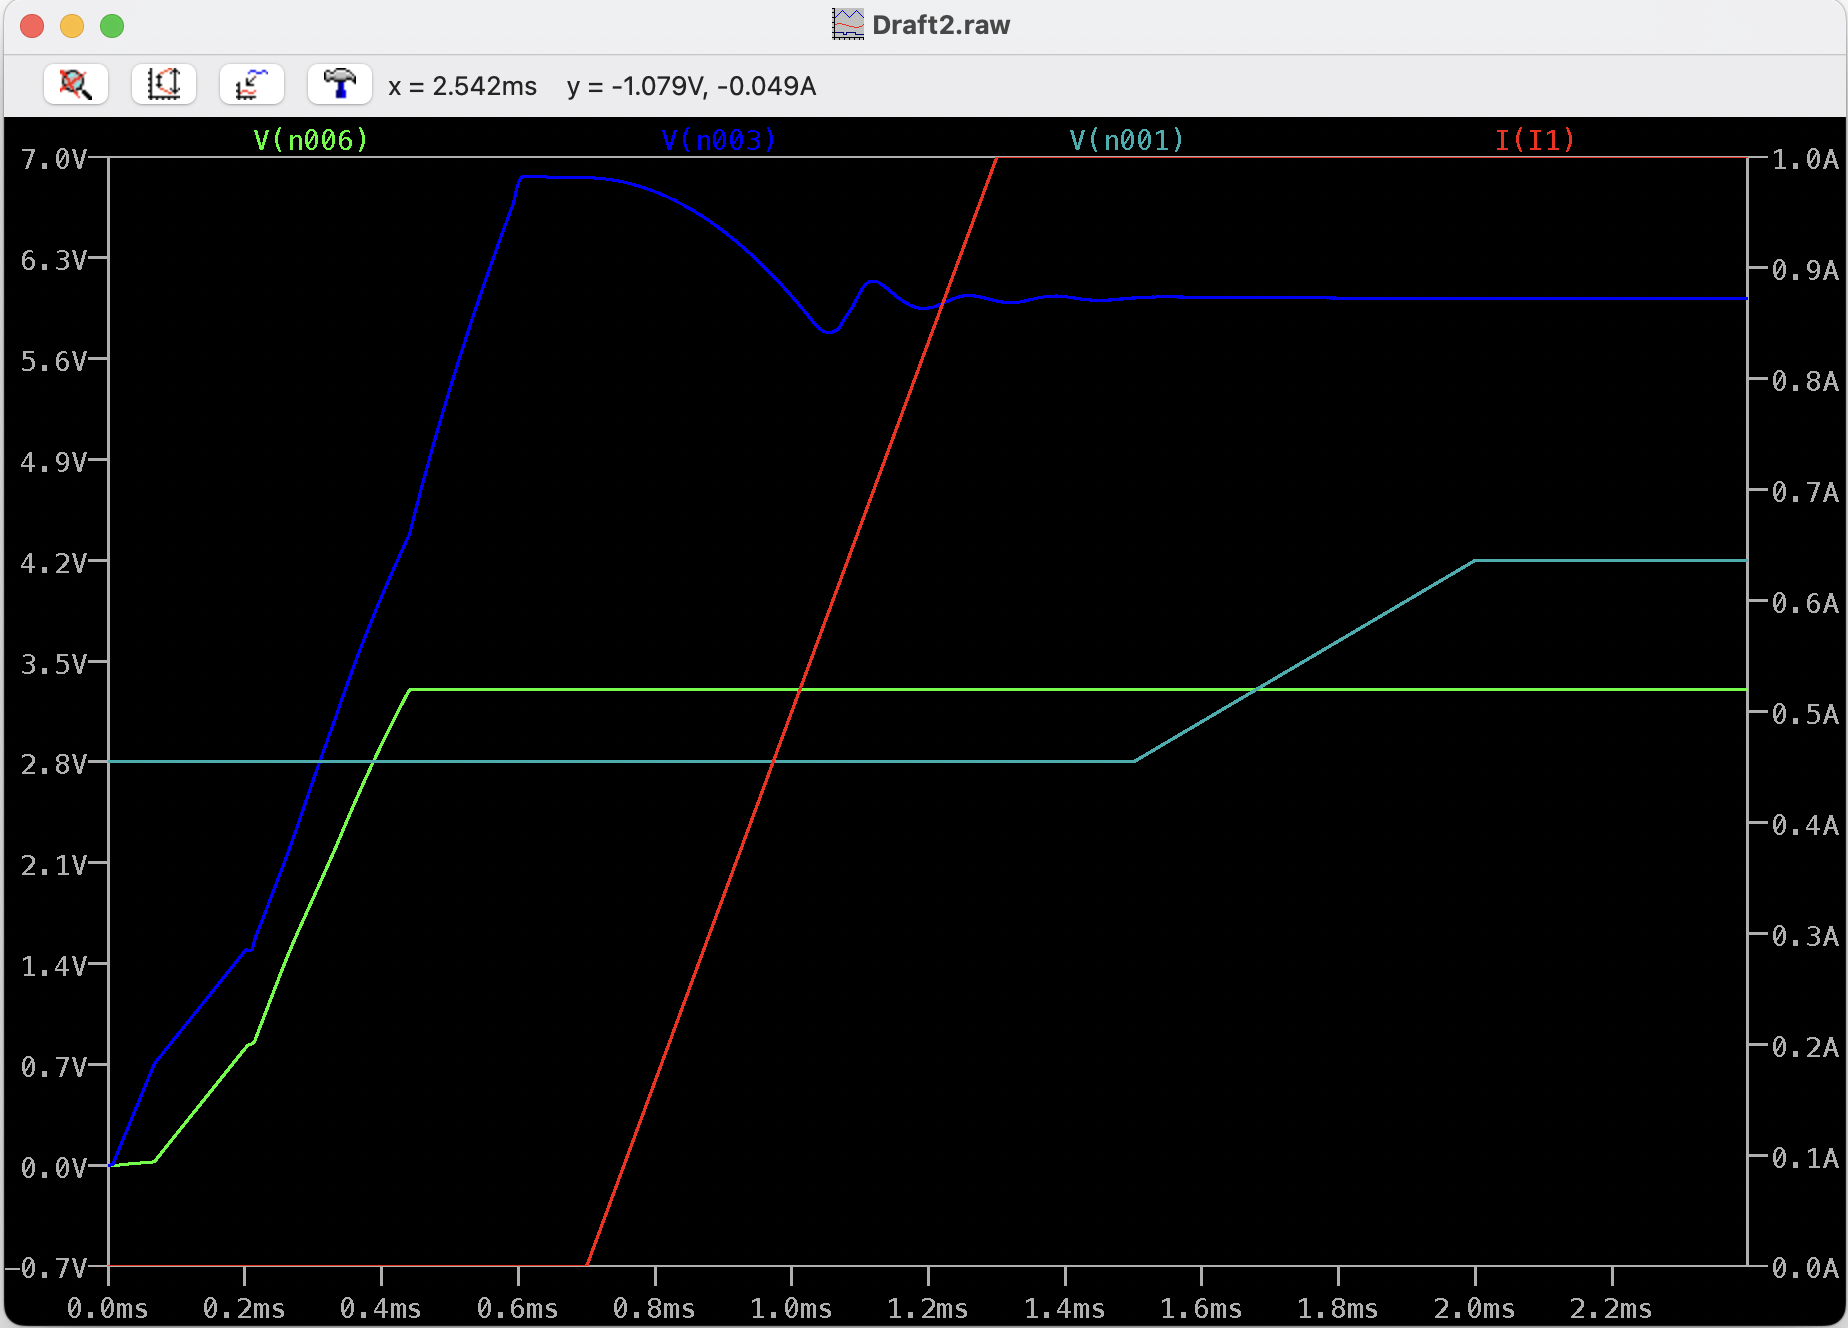 Draft2.raw
x = 2.542ms y = -1.079V, -0.049A
V(n006) V(n003) V(n001) I(I1)
7.0V 1.0A
6.3V 0.9A
5.6V 0.8A
4.9V 0.7A
4.2V 0.6A
3.5V 0.5A
2.8V 0.4A
2.1V 0.3A
1.4V 0.2A
0.7V 0.1A
0.0V
-0.7V 0.0A
0.0ms 0.2ms 0.4ms 0.6ms 0.8ms 1.0ms 1.2ms 1.4ms 1.6ms 1.8ms 2.0ms 2.2ms